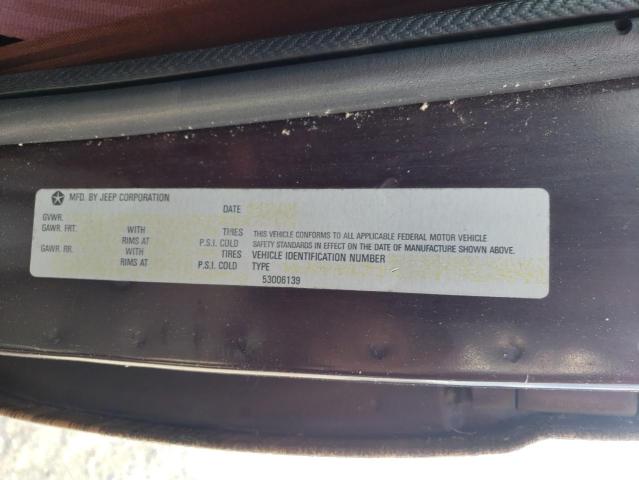 MFD. BY JEEP CORPORATION
DATE
GVWR.
GAWR. FRT. WITH TIRES
RIMS AT P.S.I. COLD
GAWR. RR. WITH TIRES
RIMS AT P.S.I. COLD
THIS VEHICLE CONFORMS TO ALL APPLICABLE FEDERAL MOTOR VEHICLE
SAFETY STANDARDS IN EFFECT ON THE DATE OF MANUFACTURE SHOWN ABOVE.
VEHICLE IDENTIFICATION NUMBER
TYPE
53006139